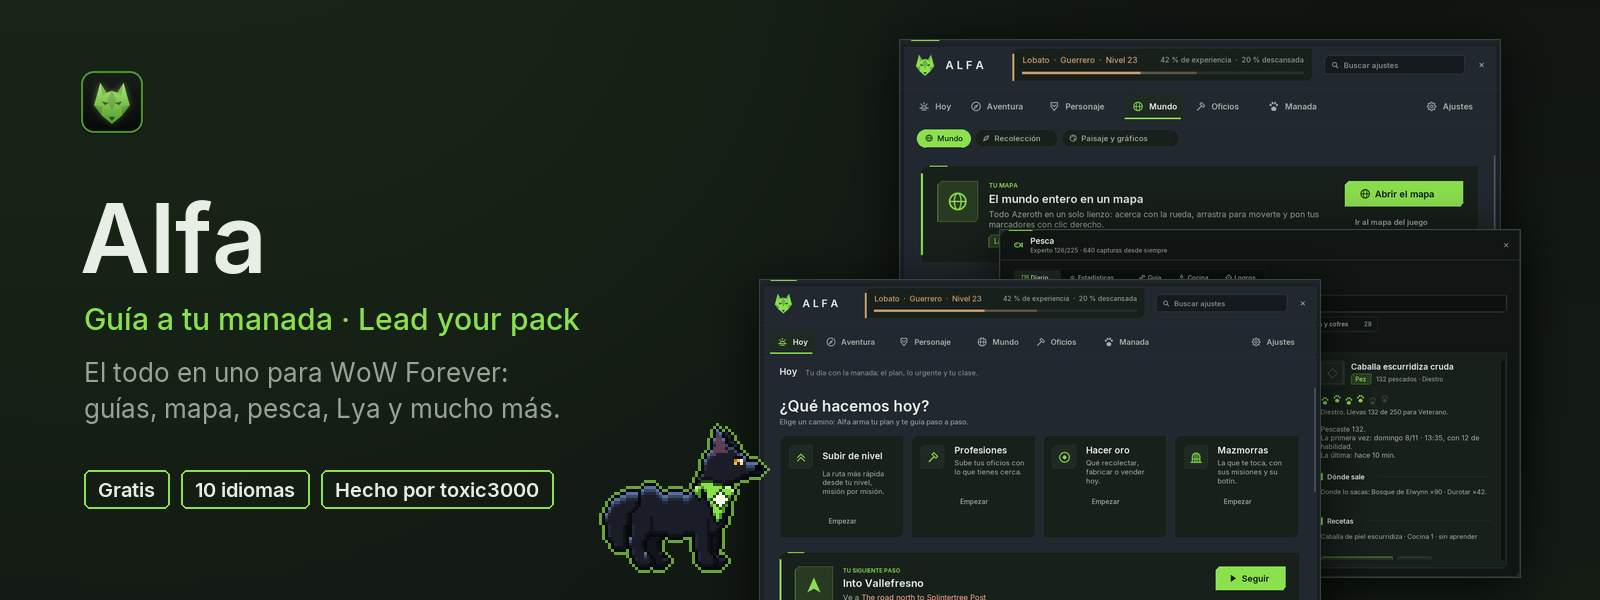 Alfa
Guía a tu manada · Lead your pack
El todo en uno para WoW Forever:
guías, mapa, pesca, Lya y mucho más.
Gratis
10 idiomas
Hecho por toxic3000
ALFA
Lobato · Guerrero · Nivel 23
42 % de experiencia · 20 % descansada
Buscar ajustes
Hoy
Aventura
Personaje
Mundo
Oficios
Manada
Ajustes
Mundo
Recolección
Paisaje y gráficos
TU MAPA
El mundo entero en un mapa
Todo Azeroth en un solo lienzo: acerca con la rueda, arrastra para moverte y pon tus
marcadores con clic derecho.
Abrir el mapa
Ir al mapa del juego
Pesca
Experto 126/225 · 640 capturas desde siempre
Diario
Estadísticas
Guía
Cocina
Logros
y cofres
28
Caballa escurridiza cruda
Pez
132 pescados · Diestro
Diestro. Llevas 132 de 250 para Veterano.
Pescaste 132.
La primera vez: domingo 8/11 · 13:35, con 12 de
habilidad.
La última: hace 10 min.
Dónde sale
Donde lo sacas: Bosque de Elwynn ×90 · Durotar ×42.
Recetas
Caballa de piel escurridiza · Cocina 1 · sin aprender
ALFA
Lobato · Guerrero · Nivel 23
42 % de experiencia · 20 % descansada
Buscar ajustes
Hoy
Aventura
Personaje
Mundo
Oficios
Manada
Ajustes
Hoy
Tu día con la manada: el plan, lo urgente y tu clase.
¿Qué hacemos hoy?
Elige un camino: Alfa arma tu plan y te guía paso a paso.
Subir de nivel
La ruta más rápida
desde tu nivel,
misión por misión.
Empezar
Profesiones
Sube tus oficios con
lo que tienes cerca.
Empezar
Hacer oro
Qué recolectar,
fabricar o vender
hoy.
Empezar
Mazmorras
La que te toca, con
sus misiones y su
botín.
Empezar
TU SIGUIENTE PASO
Into Vallefresno
Ve a The road north to Splintertree Post
Seguir